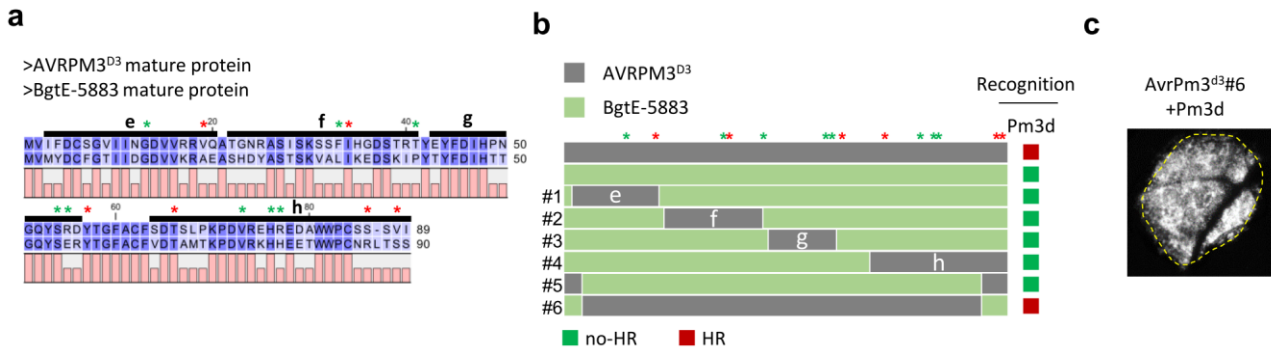 a
>AVRPM3ᴰ³ mature protein
>BgtE-5883 mature protein
e * * 20 f * * 40 * g
MVIFDCSGVIINGDVVRRVQATGNRASISKSSFIHGDSTRTYEYFDIHPN 50
MVMYDCFGTIIDGDVVKRAEASHDYASTSKVALIKEDSKIPYTYFDIHTT 50
* * * 60 * * * * h 80 * *
GQYSRDYTGFACFSDTSLPKPDVREHREDAWWPCSS-SVI 89
GQYSERYTGFACFVDTAMTKPDVRKHHEETWWPCNRLTSS 90
b
AVRPM3ᴰ³
BgtE-5883
Recognition
Pm3d
* * ** * ** * * * ** **
#1 e
#2 f
#3 g
#4 h
#5
#6
no-HR HR
c
AvrPm3ᵈ³#6
+Pm3d